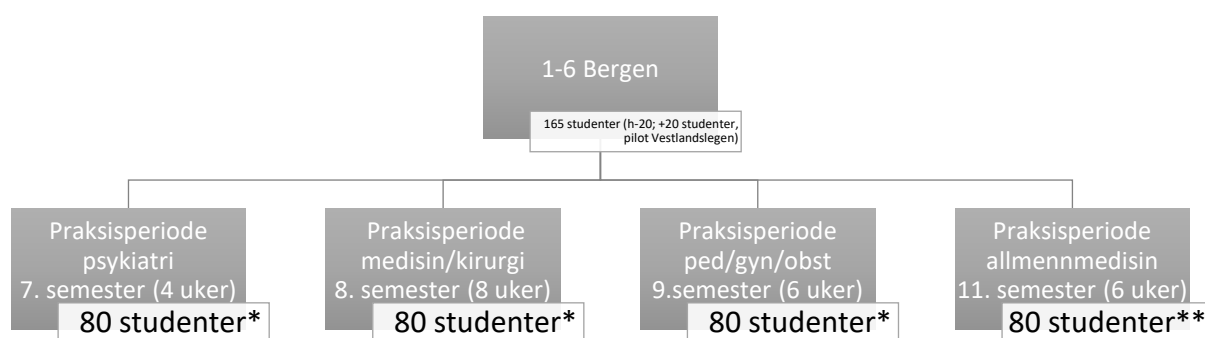 1-6 Bergen
165 studenter (h-20; +20 studenter,
pilot Vestlandslegen)
Praksisperiode
psykiatri
7. semester (4 uker)
80 studenter*
Praksisperiode
medisin/kirurgi
8. semester (8 uker)
80 studenter*
Praksisperiode
ped/gyn/obst
9.semester (6 uker)
80 studenter*
Praksisperiode
allmennmedisin
11. semester (6 uker)
80 studenter**